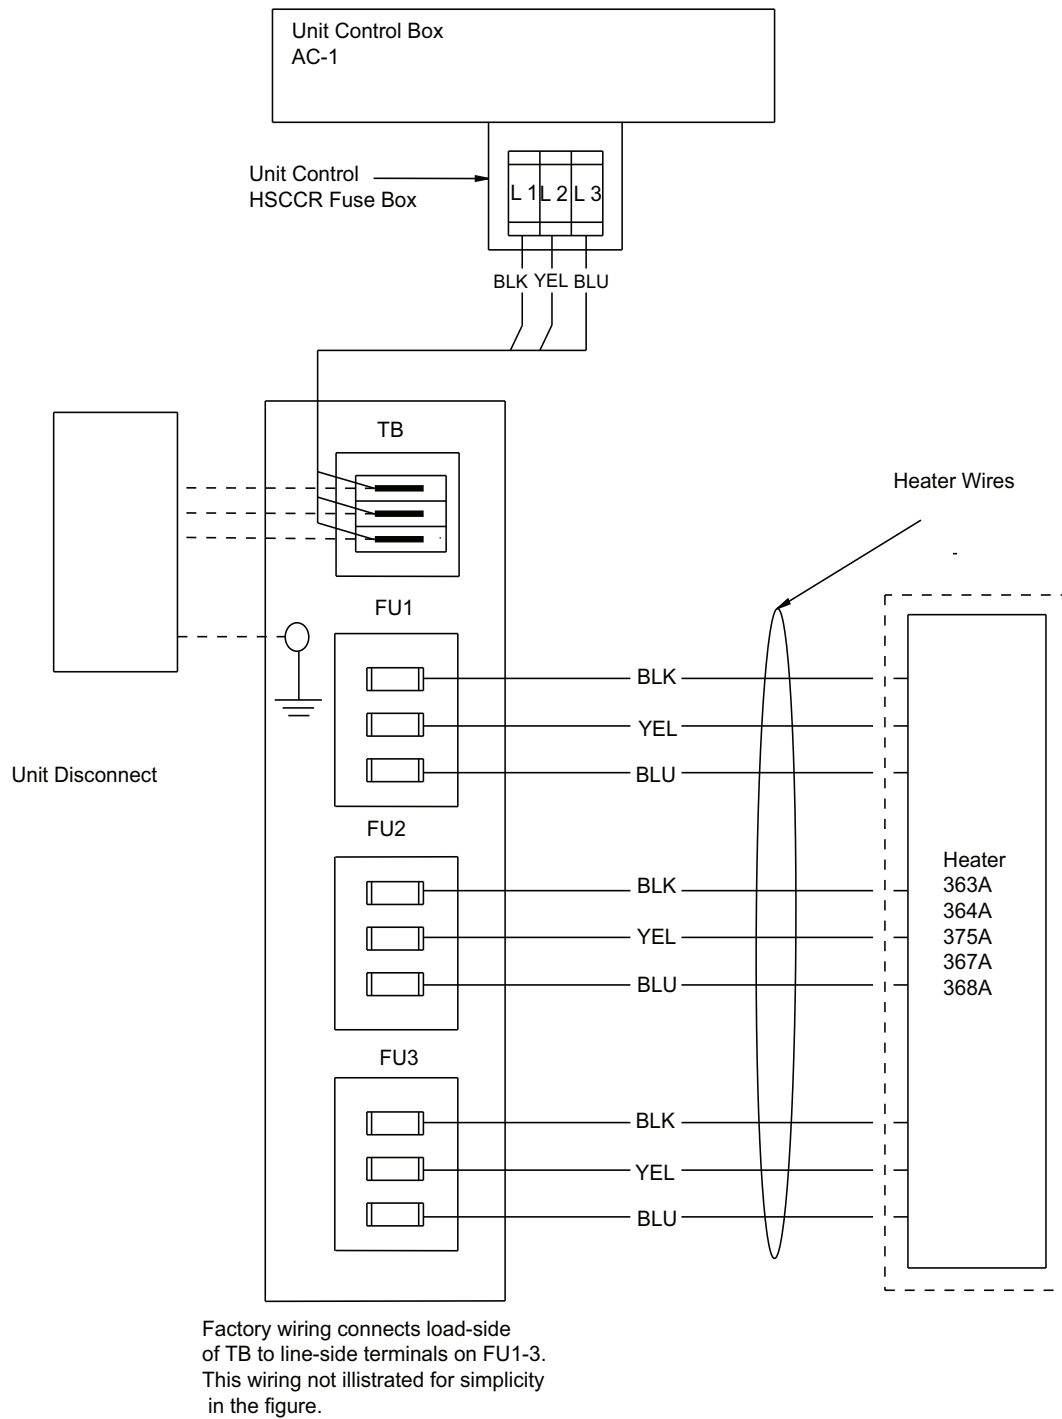 Unit Control Box
AC-1
Unit Control
HSCCR Fuse Box
L 1 L 2 L 3
BLK YEL BLU
TB
Heater Wires
FU1
BLK
YEL
BLU
Unit Disconnect
FU2
BLK
YEL
BLU
Heater
363A
364A
375A
367A
368A
FU3
BLK
YEL
BLU
Factory wiring connects load-side
of TB to line-side terminals on FU1-3.
This wiring not illistrated for simplicity
in the figure.